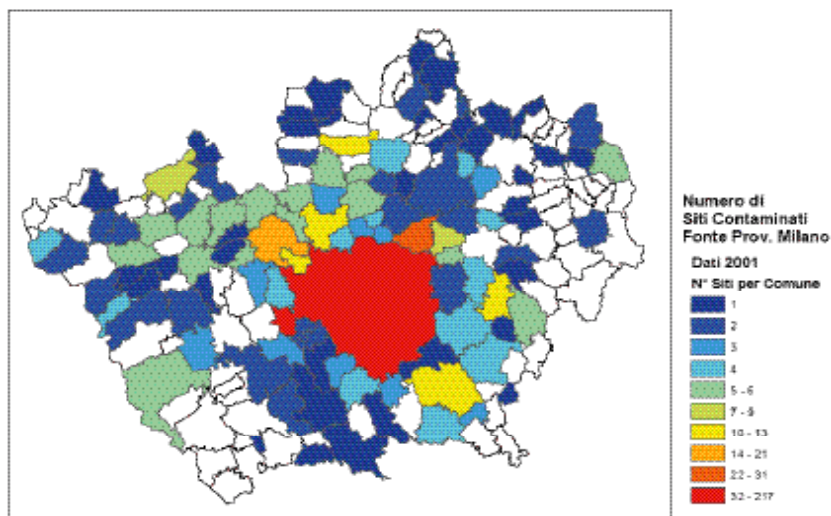 Numero di
Siti Contaminati
Fonte Prov. Milano
Dati 2001
N° Siti per Comune
1
2
3
4
5 - 6
7 - 9
10 - 13
14 - 21
22 - 31
32 - 217